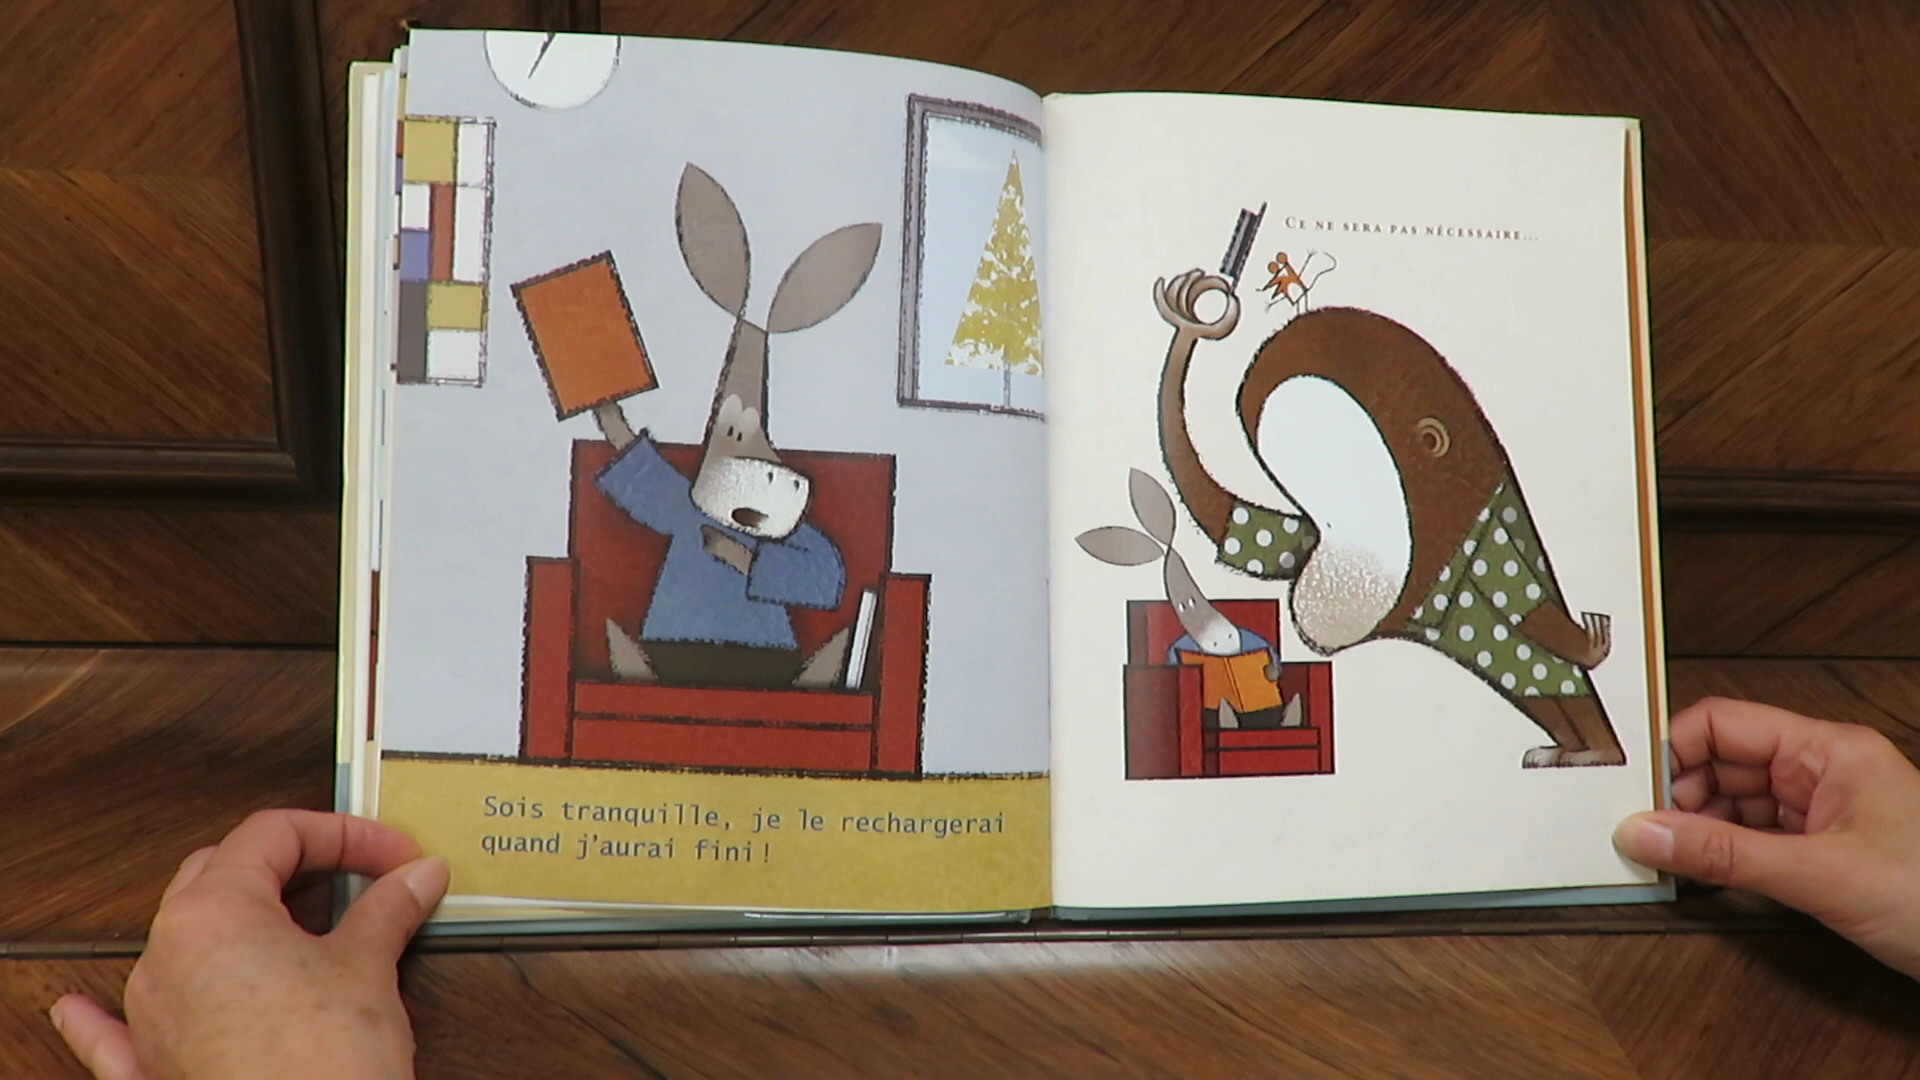 Sois tranquille, je le rechargerai
quand j'aurai fini !
CE NE SERA PAS NÉCESSAIRE...